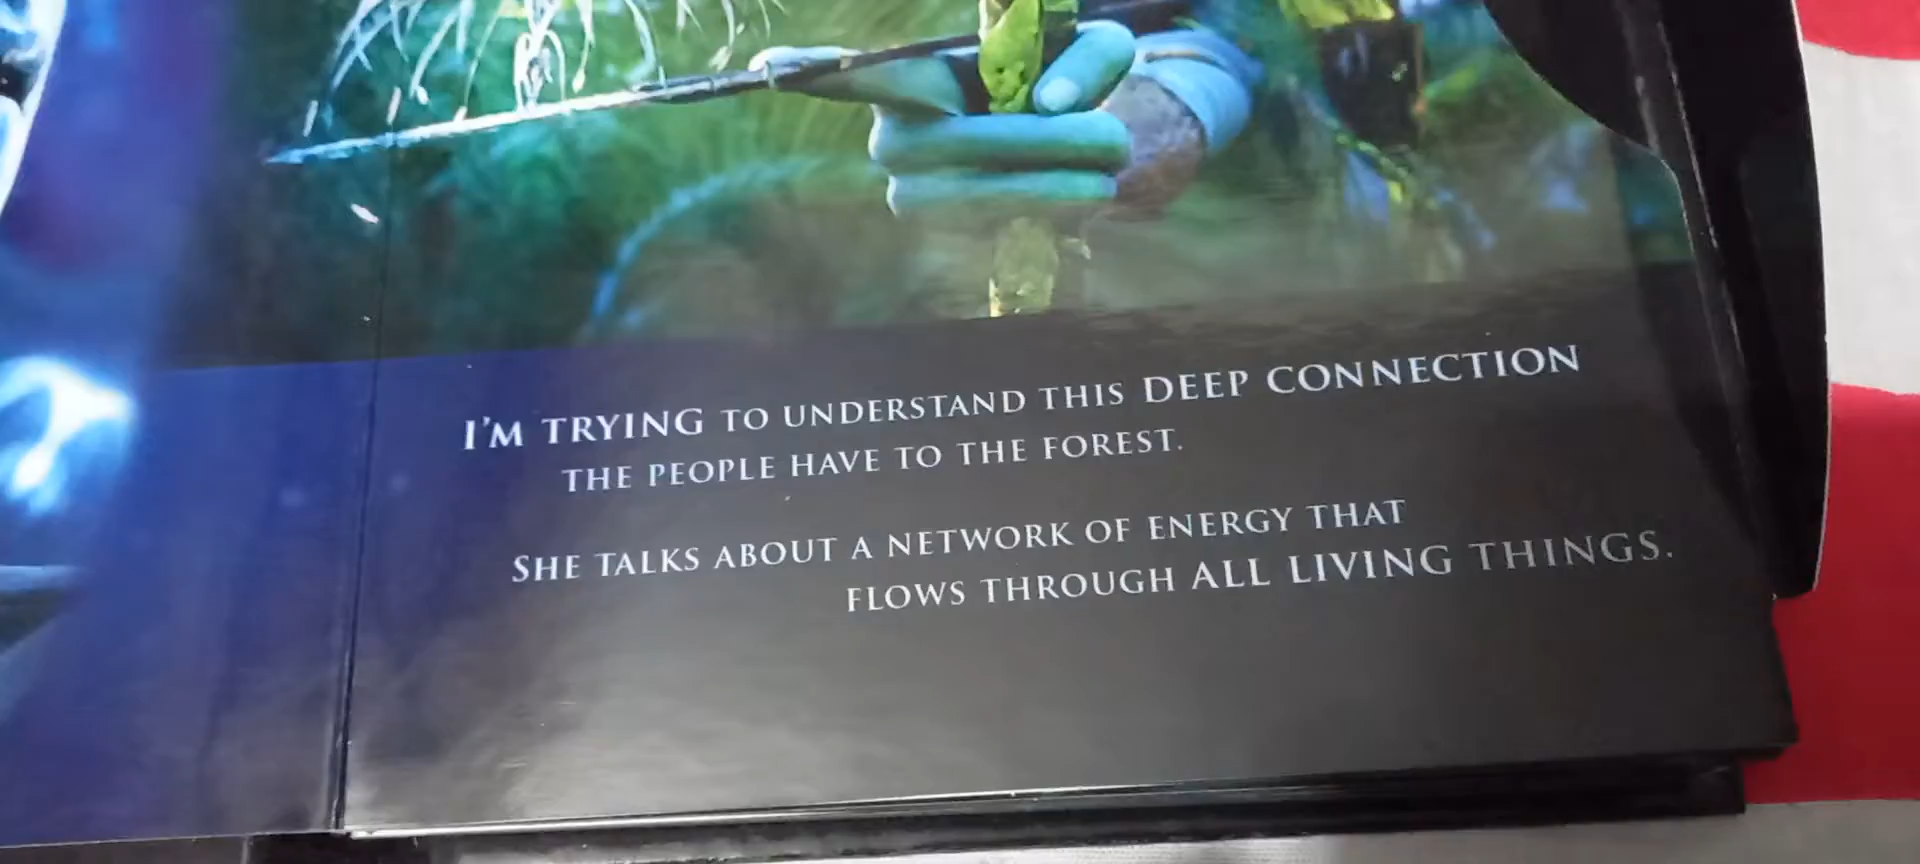 I'M TRYING TO UNDERSTAND THIS DEEP CONNECTION
THE PEOPLE HAVE TO THE FOREST.
SHE TALKS ABOUT A NETWORK OF ENERGY THAT
FLOWS THROUGH ALL LIVING THINGS.